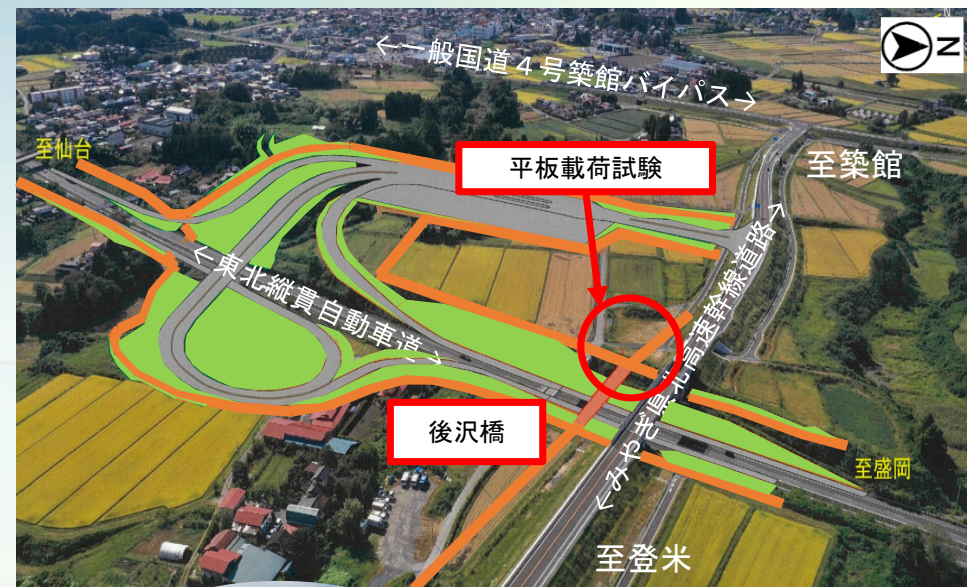 ←一般国道4号築館バイパス→
N
至仙台
平板載荷試験
至築館
←東北縦貫自動車道→
←みやぎ県北高速幹線道路→
後沢橋
至盛岡
至登米